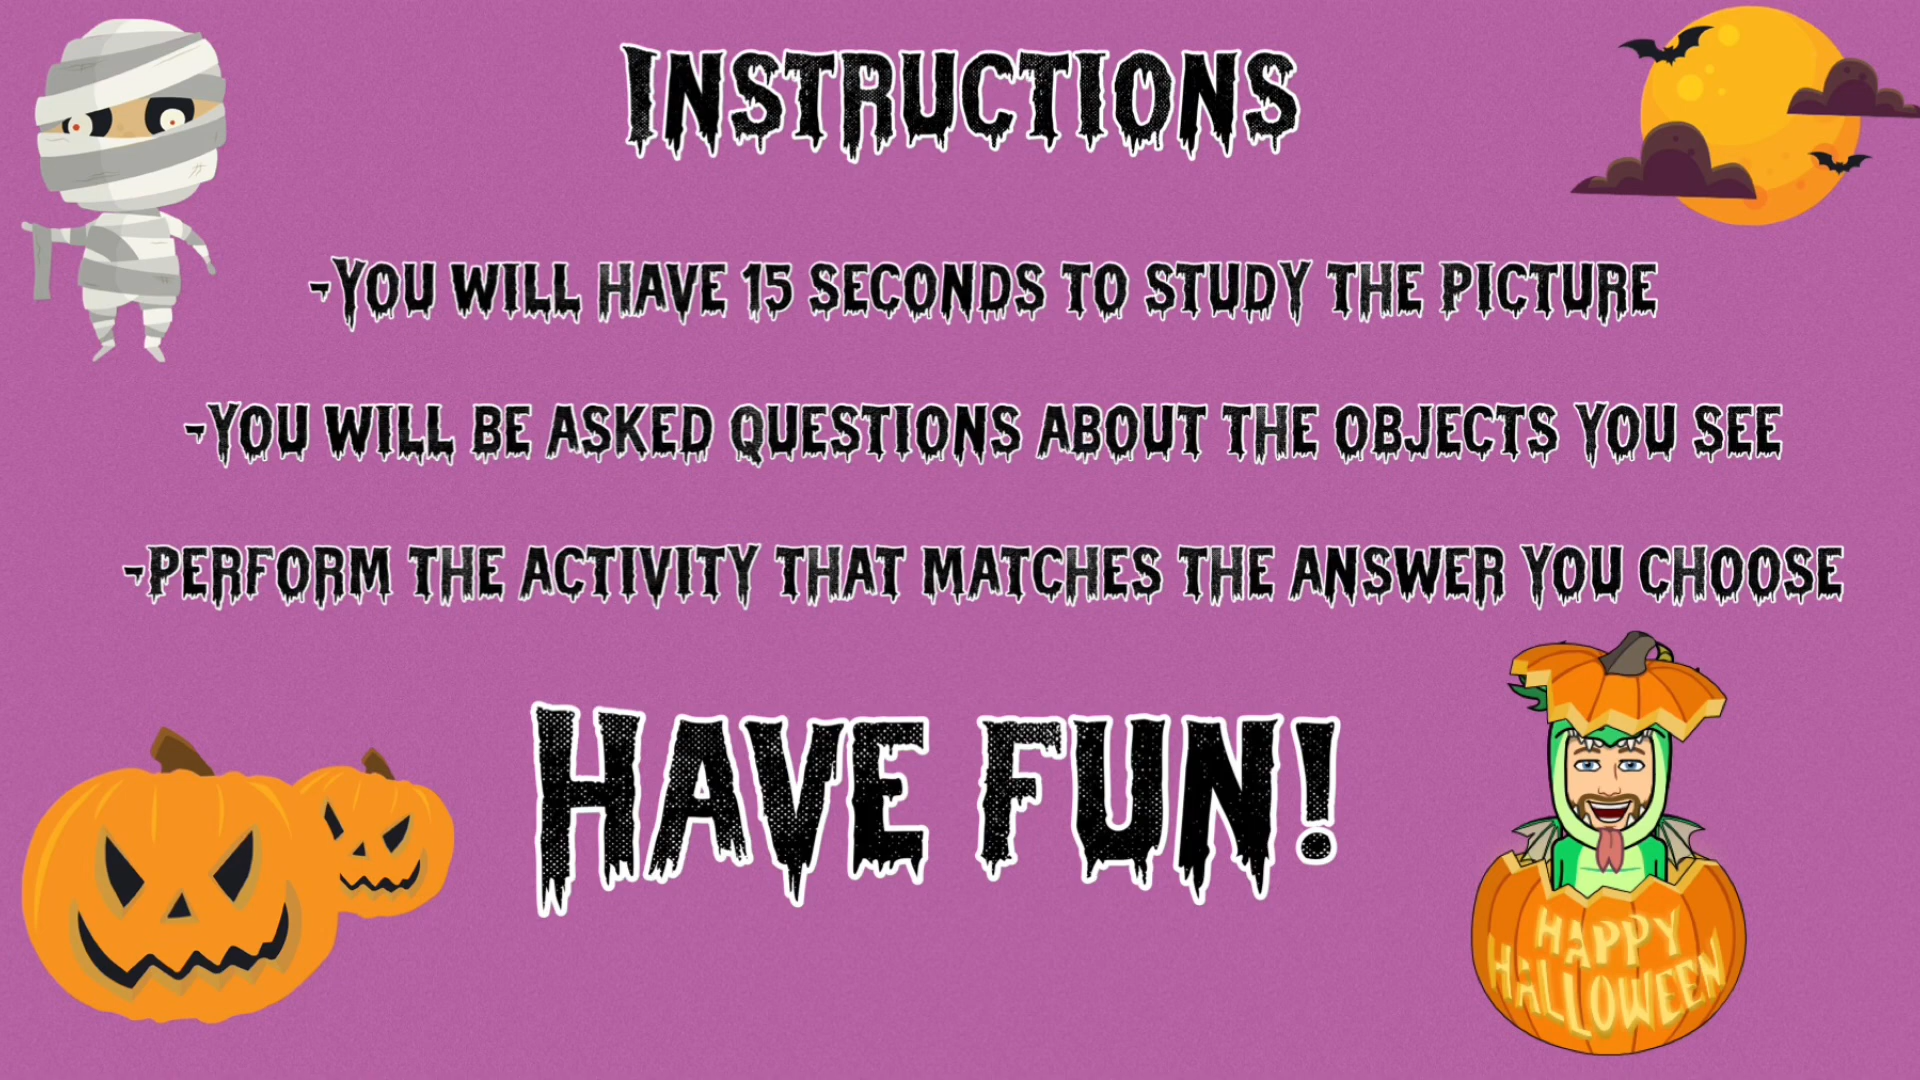 Instructions
-You will have 15 seconds to study the picture
-You will be asked questions about the objects you see
-Perform the activity that matches the answer you choose
Have fun!
HAPPY
HALLOWEEN